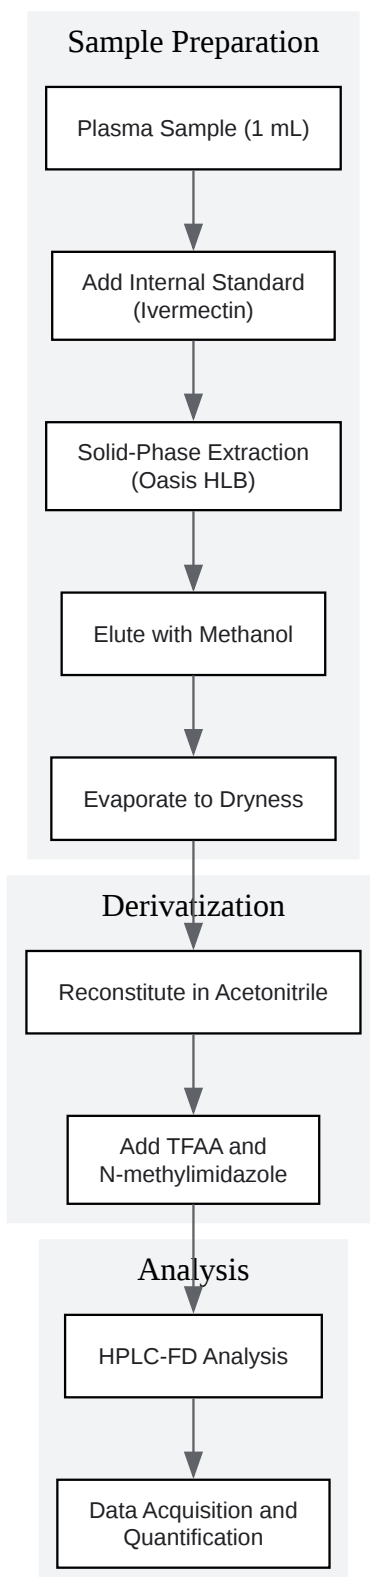 Sample Preparation
Plasma Sample (1 mL)
Add Internal Standard
(Ivermectin)
Solid-Phase Extraction
(Oasis HLB)
Elute with Methanol
Evaporate to Dryness
Derivatization
Reconstitute in Acetonitrile
Add TFAA and
N-methylimidazole
Analysis
HPLC-FD Analysis
Data Acquisition and
Quantification